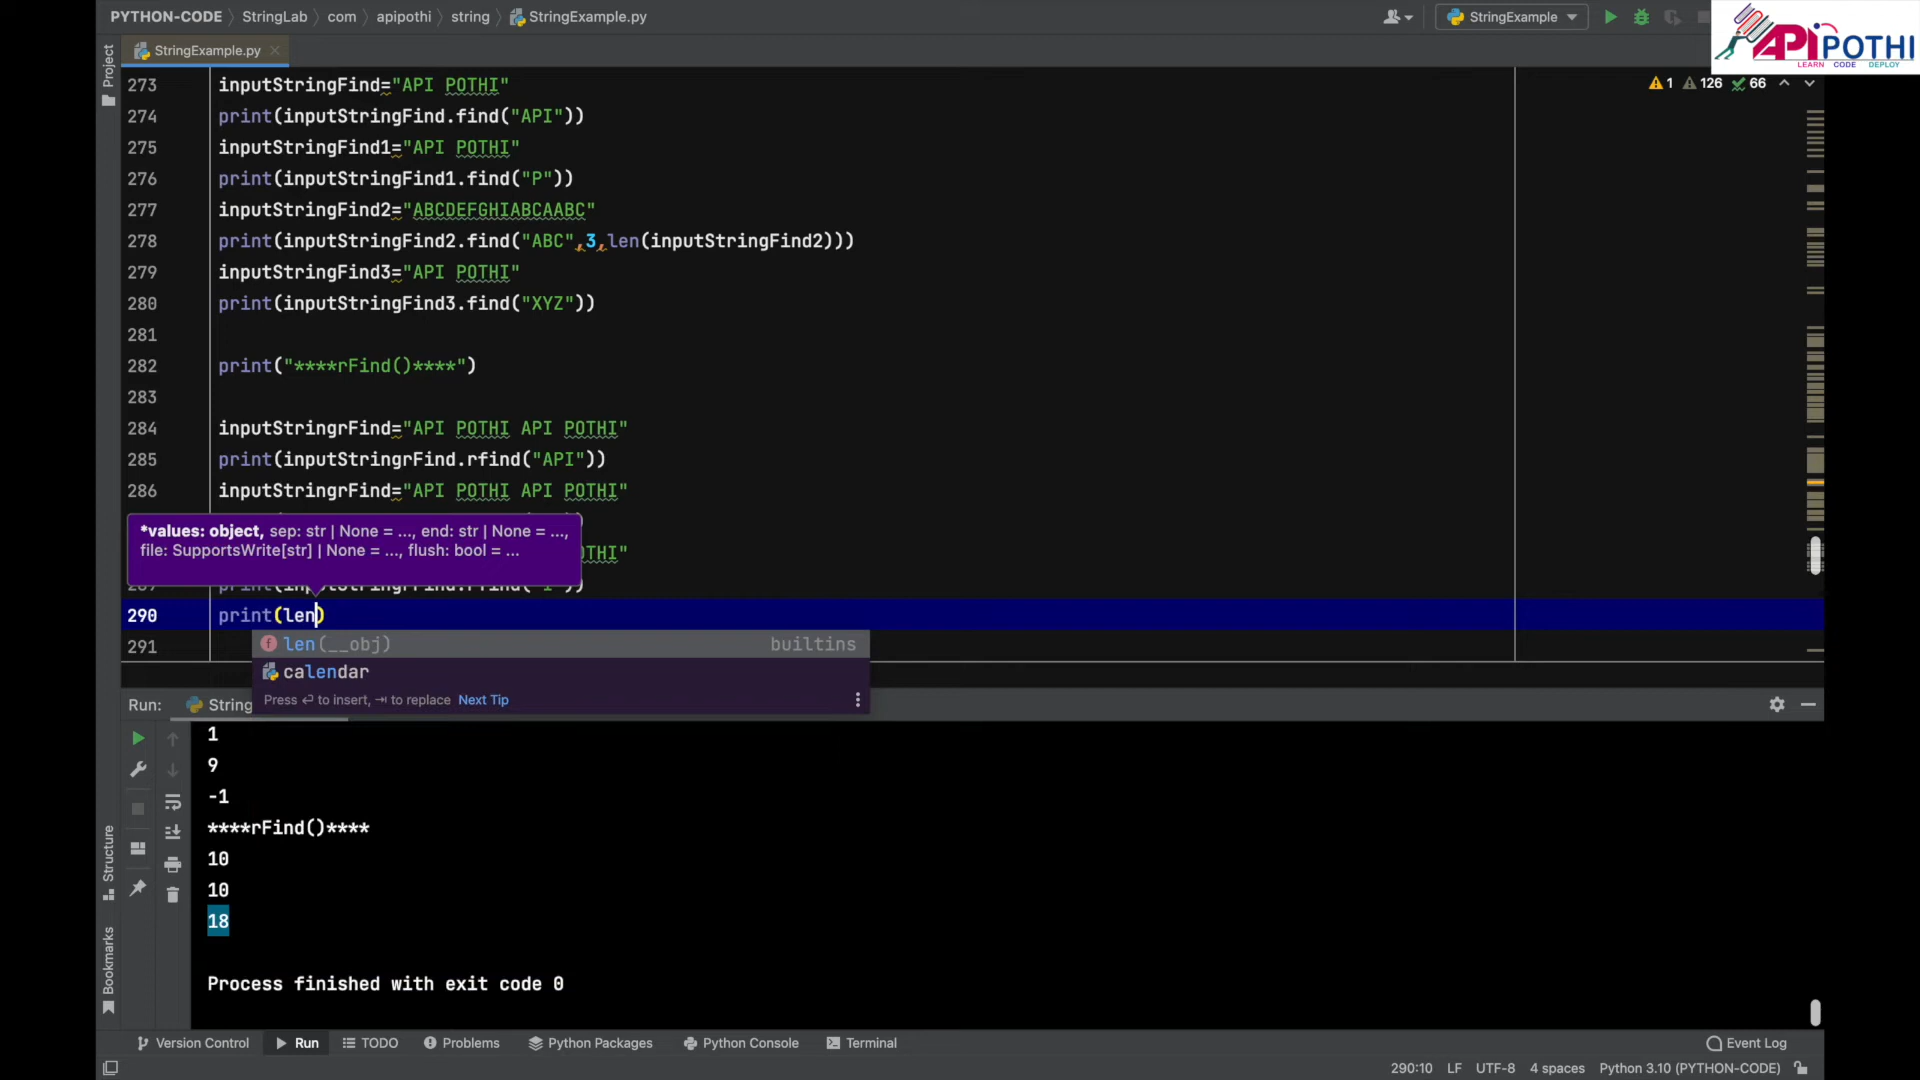 PYTHON-CODE StringLab com apipothi string StringExample.py
StringExample
APIPOTHI
LEARN CODE DEPLOY
Project
StringExample.py
1 126 66
273 inputStringFind="API POTHI"
274 print(inputStringFind.find("API"))
275 inputStringFind1="API POTHI"
276 print(inputStringFind1.find("P"))
277 inputStringFind2="ABCDEFGHIABCAABC"
278 print(inputStringFind2.find("ABC",3,len(inputStringFind2)))
279 inputStringFind3="API POTHI"
280 print(inputStringFind3.find("XYZ"))
281
282 print("****rFind()****")
283
284 inputStringrFind="API POTHI API POTHI"
285 print(inputStringrFind.rfind("API"))
286 inputStringrFind="API POTHI API POTHI"
*values: object, sep: str | None = ..., end: str | None = ...,
file: SupportsWrite[str] | None = ..., flush: bool = ...
290 print(len)
len(__obj) builtins
291
calendar
Press ⏎ to insert, ⇥ to replace Next Tip
Run: String
1
9
-1
****rFind()****
10
10
18
Process finished with exit code 0
Structure
Bookmarks
Version Control Run TODO Problems Python Packages Python Console Terminal Event Log
290:10 LF UTF-8 4 spaces Python 3.10 (PYTHON-CODE)